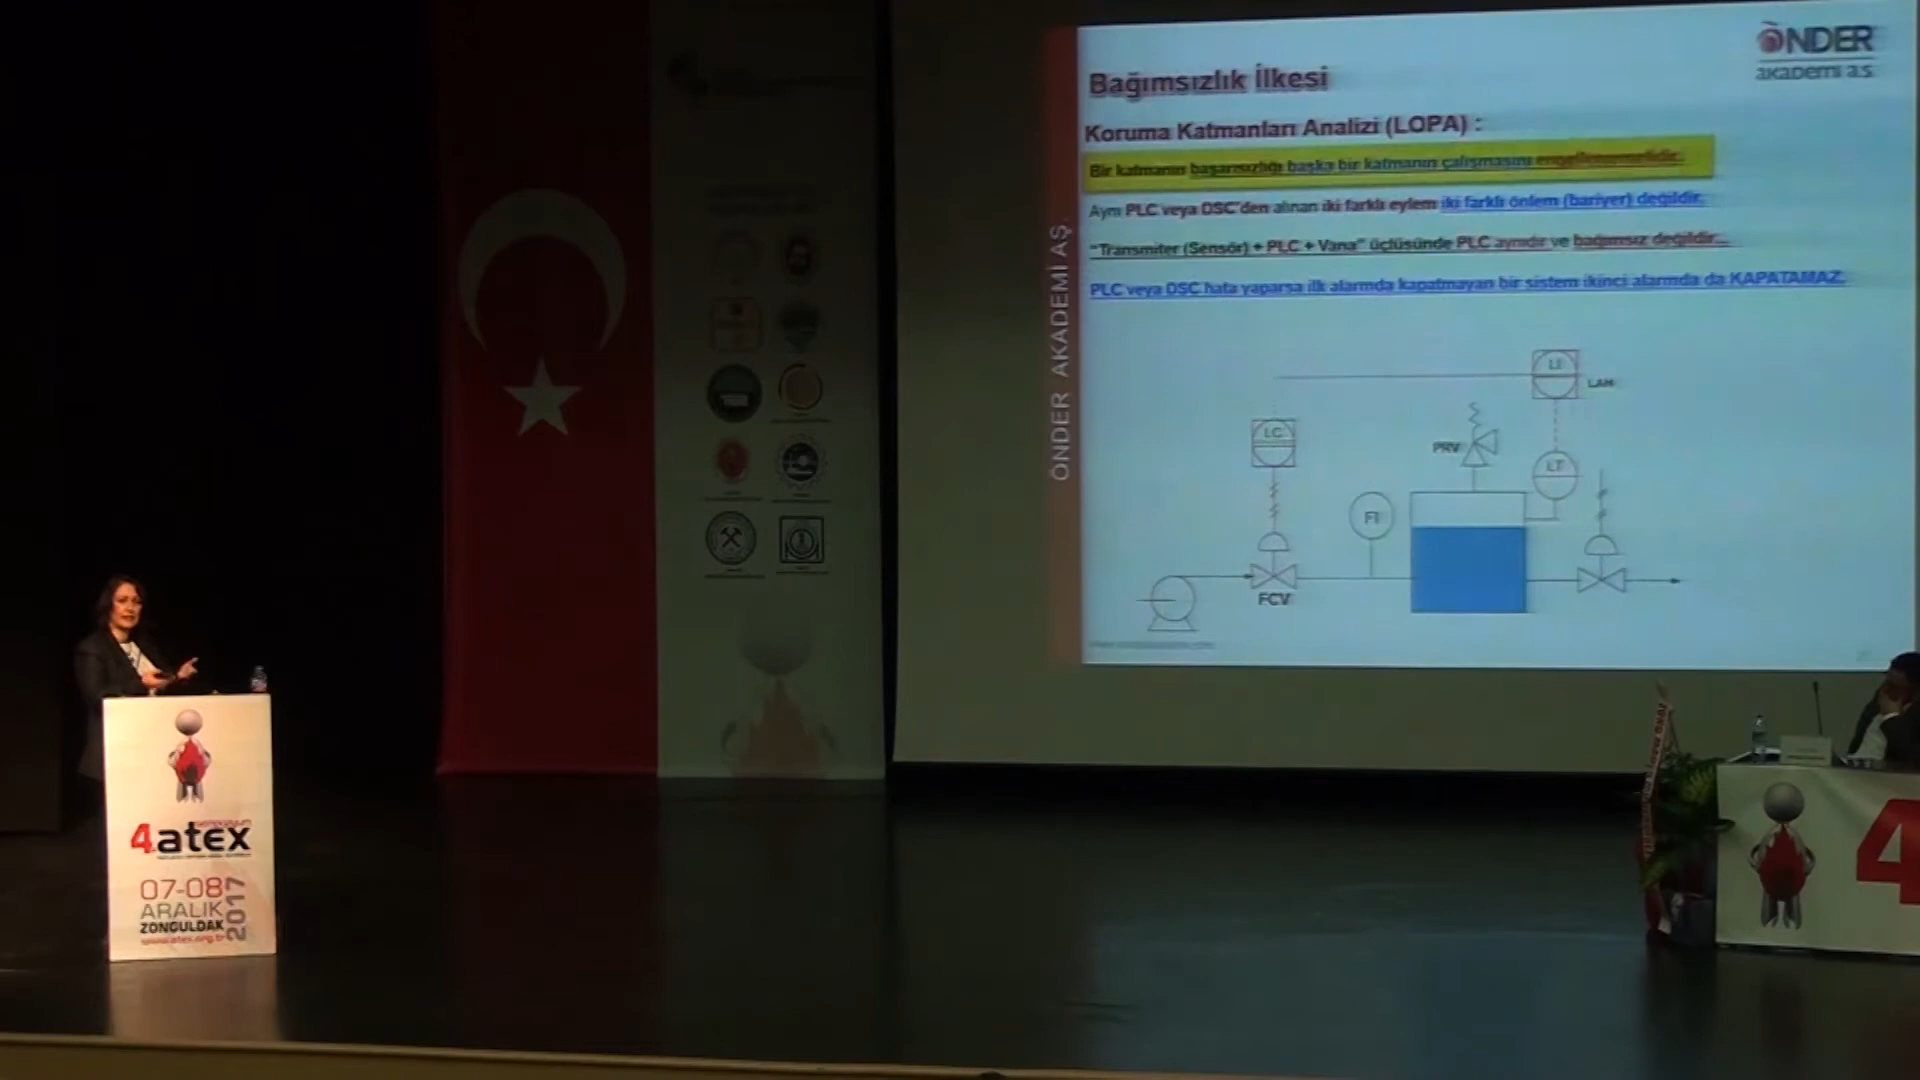 ÖNDER
akademi a.s
Bağımsızlık İlkesi
Koruma Katmanları Analizi (LOPA) :
Bir katmanın başarısızlığı başka bir katmanın çalışmasını engellememelidir.
Aynı PLC veya DSC'den alınan iki farklı eylem iki farklı önlem (bariyer) değildir.
"Transmiter (Sensör) + PLC + Vana" üçlüsünde PLC aynıdır ve bağımsız değildir...
PLC veya DSC hata yaparsa ilk alarmda kapatmayan bir sistem ikinci alarmda da KAPATAMAZ.
ÖNDER AKADEMİ AŞ.
LI
LAH
LC
PRV
LT
FI
FCV
4atex
07-08
ARALIK
2017
ZONGULDAK
www.atex.org.tr
4